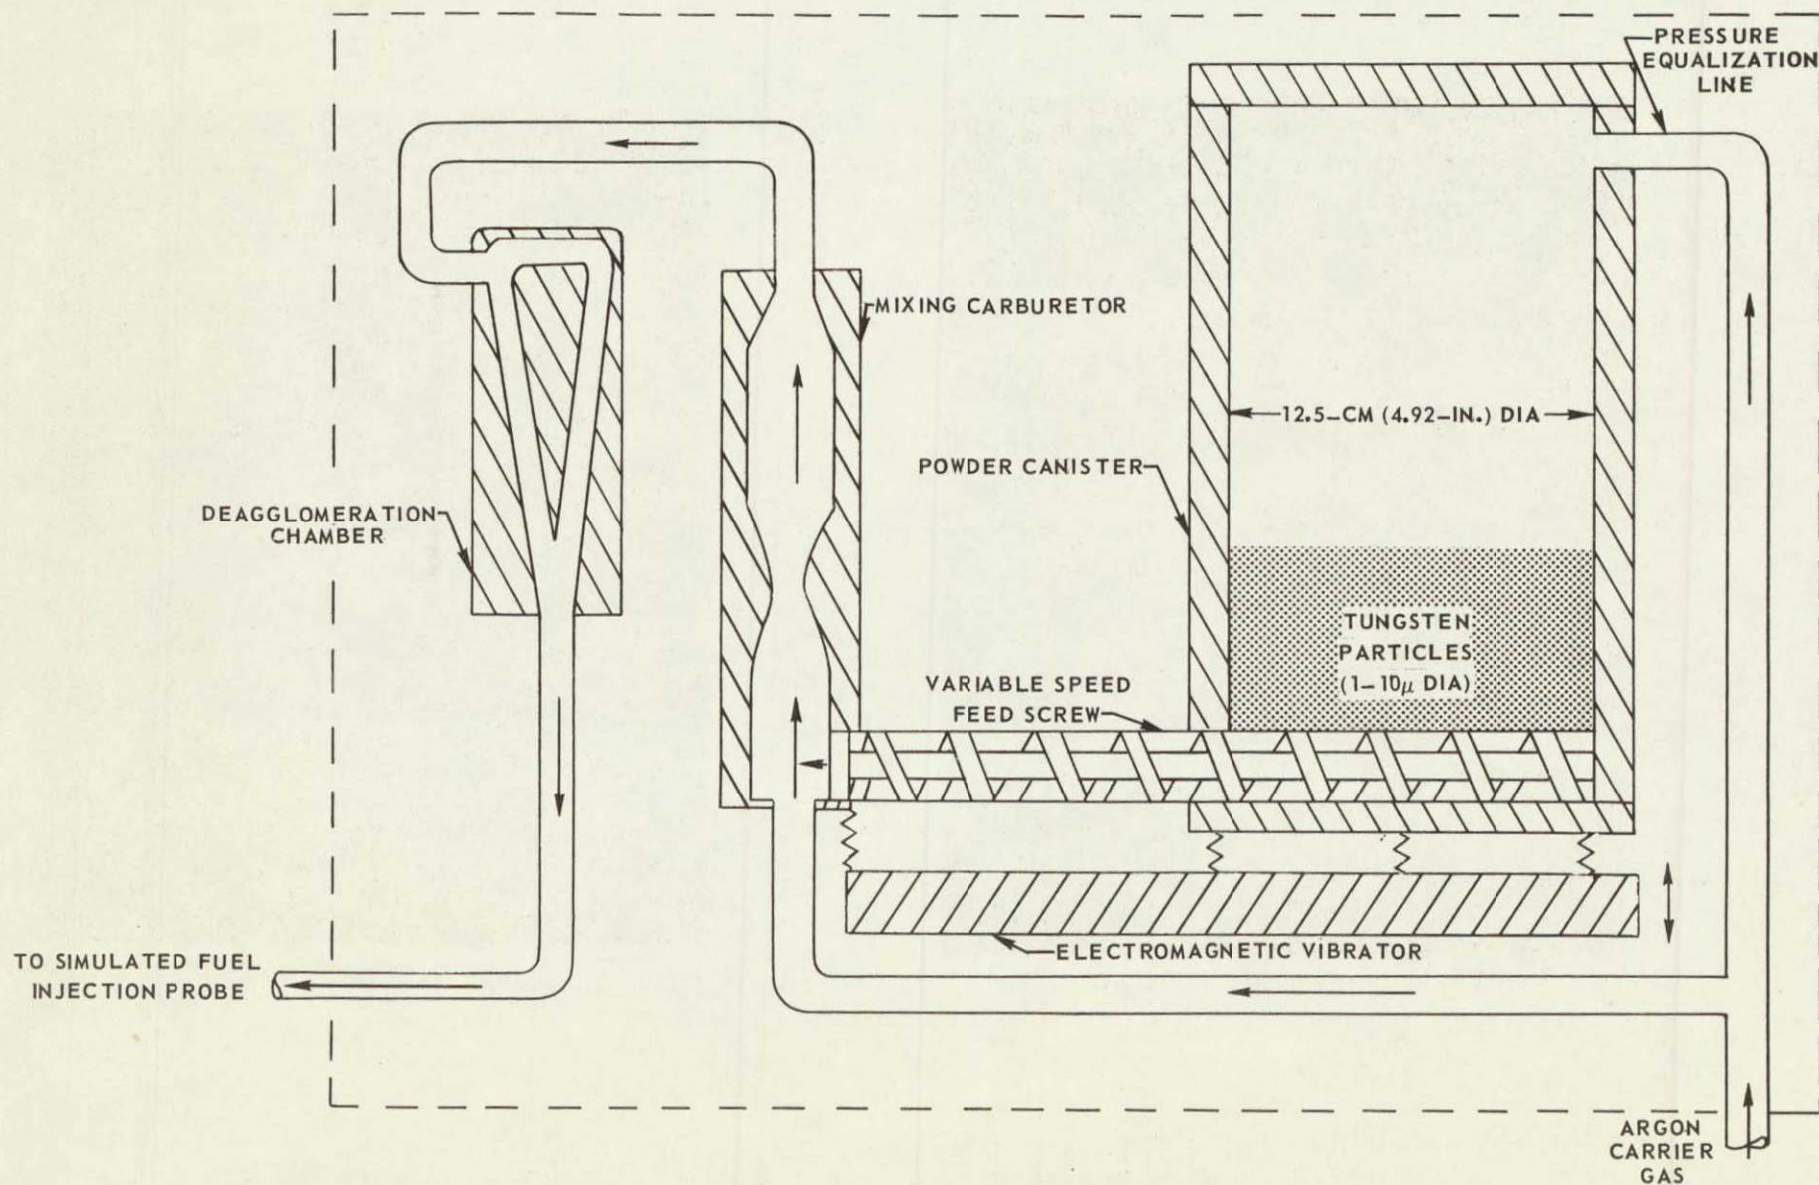 PRESSURE
EQUALIZATION
LINE
MIXING CARBURETOR
12.5-CM (4.92-IN.) DIA
POWDER CANISTER
DEAGGLOMERATION
CHAMBER
TUNGSTEN
PARTICLES
(1-10μ DIA)
VARIABLE SPEED
FEED SCREW
ELECTROMAGNETIC VIBRATOR
TO SIMULATED FUEL
INJECTION PROBE
ARGON
CARRIER
GAS